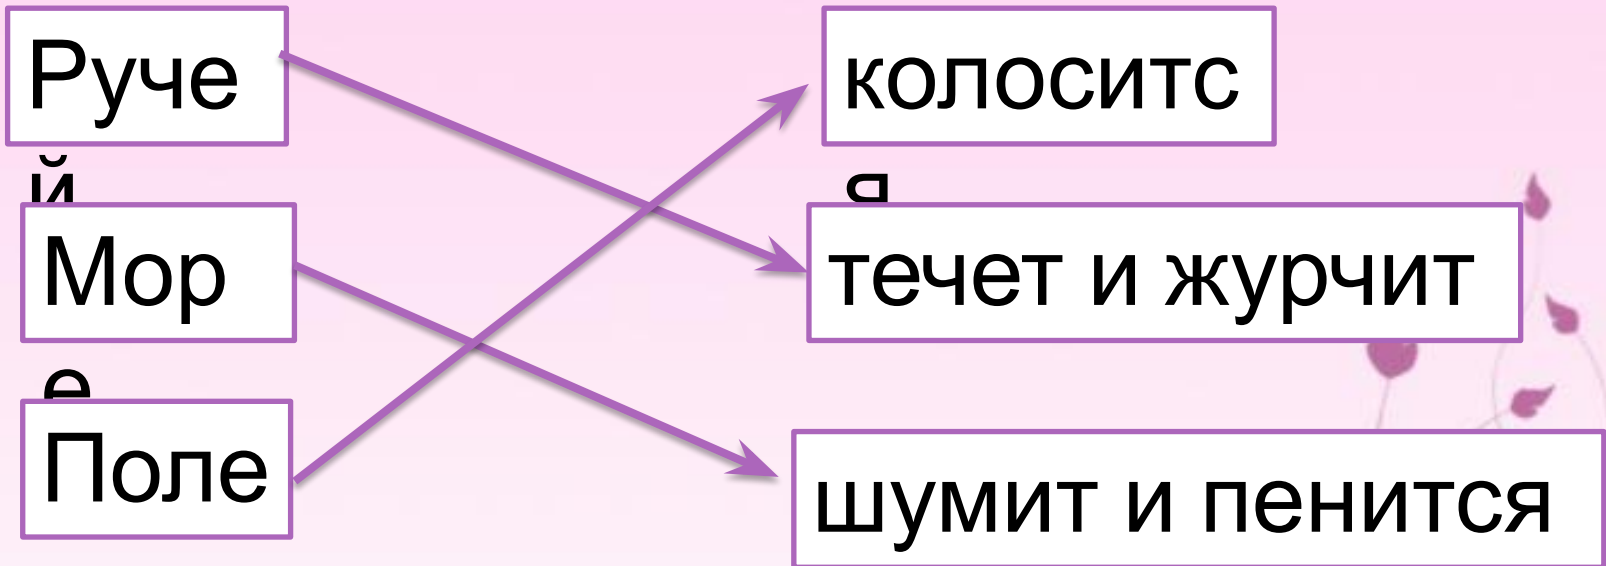 Руче
й
колоситс
я
Мор
е
течет и журчит
Поле
шумит и пенится